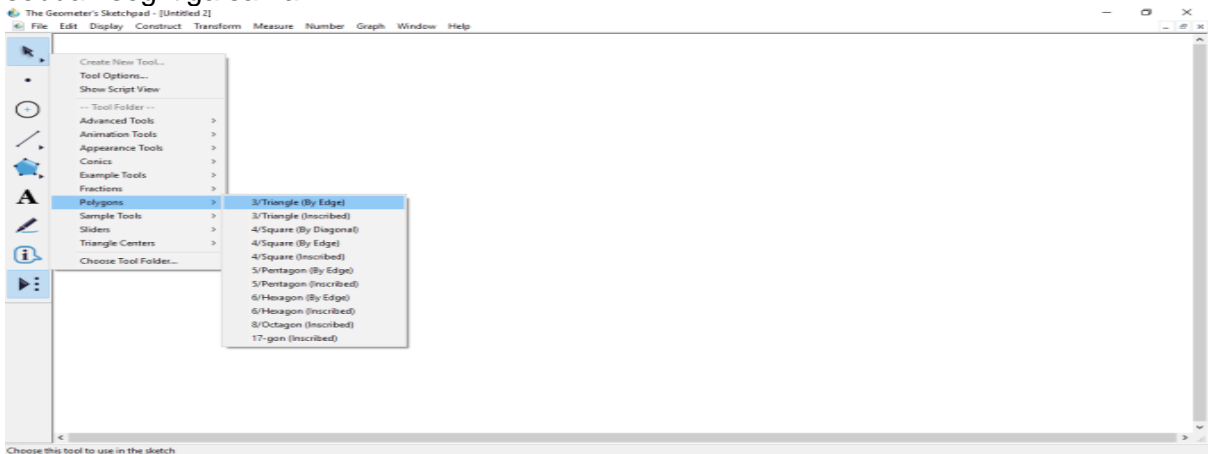 The Geometer's Sketchpad - [Untitled 2]
File Edit Display Construct Transform Measure Number Graph Window Help
Create New Tool...
Tool Options...
Show Script View
-- Tool Folder --
Advanced Tools
Animation Tools
Appearance Tools
Conics
Example Tools
Fractions
Polygons
Sample Tools
Sliders
Triangle Centers
Choose Tool Folder...
3/Triangle (By Edge)
3/Triangle (Inscribed)
4/Square (By Diagonal)
4/Square (By Edge)
4/Square (Inscribed)
5/Pentagon (By Edge)
5/Pentagon (Inscribed)
6/Hexagon (By Edge)
6/Hexagon (Inscribed)
8/Octagon (Inscribed)
17-gon (Inscribed)
A
Choose this tool to use in the sketch